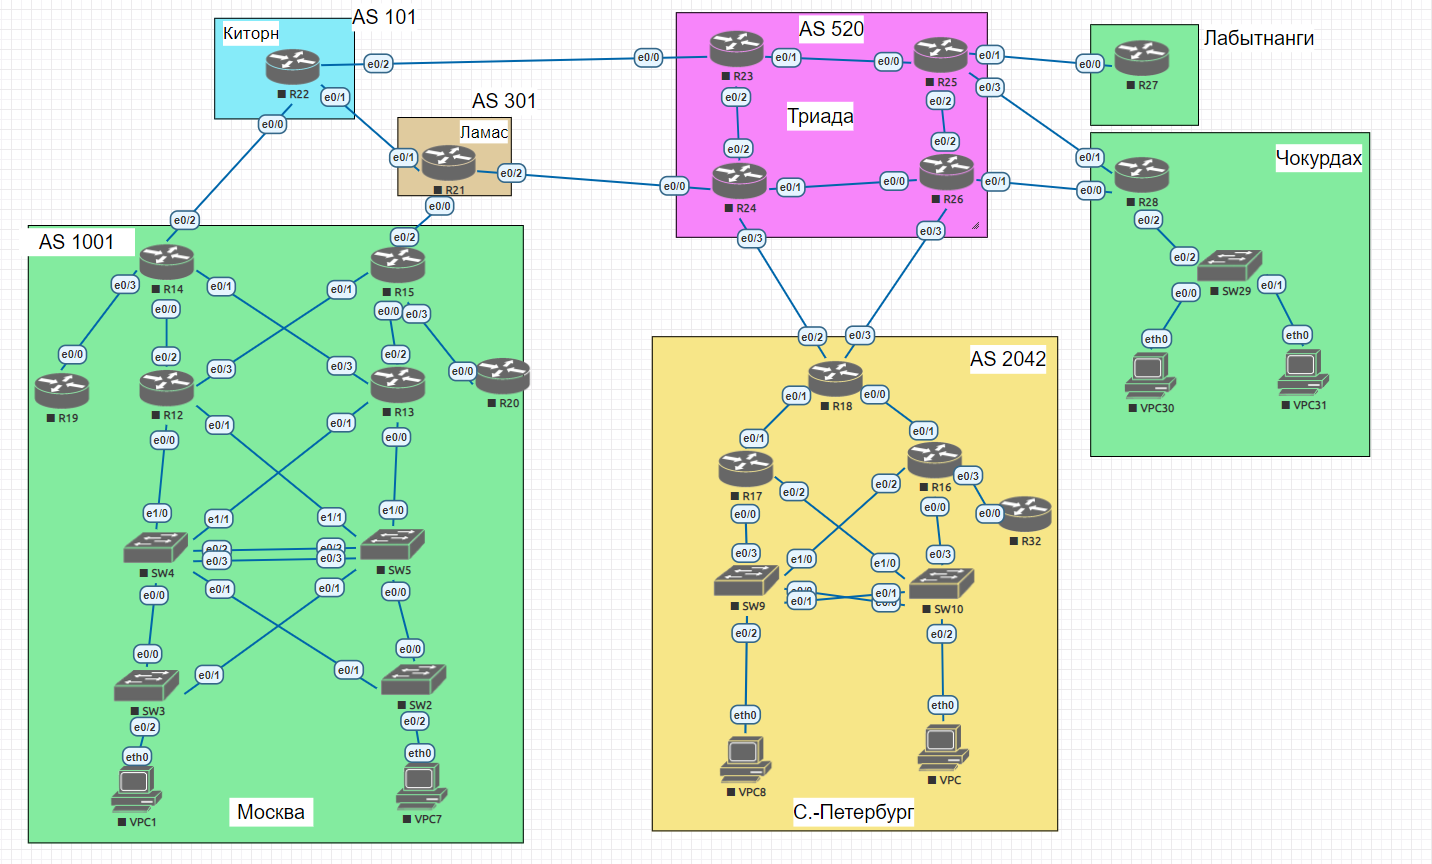 AS 101
Киторн
R22
e0/2
e0/1
e0/0
AS 301
Ламас
e0/1
R21
e0/2
e0/0
AS 520
Триада
e0/0
R23
e0/1
e0/2
e0/0
R25
e0/1
e0/3
e0/2
e0/2
e0/0
R24
e0/1
e0/3
e0/2
e0/0
R26
e0/1
e0/3
Лабытнанги
e0/0
R27
Чокурдах
e0/1
e0/0
R28
e0/2
e0/2
SW29
e0/0
e0/1
eth0
eth0
VPC30
VPC31
AS 1001
e0/2
R14
e0/3
e0/1
e0/0
e0/2
R15
e0/1
e0/0
e0/3
e0/0
R19
e0/2
e0/3
R12
e0/0
e0/1
e0/3
e0/2
R13
e0/1
e0/0
e0/0
R20
e1/0
e1/1
e0/2
e0/3
SW4
e0/0
e0/1
e1/1
e1/0
e0/2
e0/3
SW5
e0/1
e0/0
e0/0
e0/1
SW3
e0/2
e0/1
e0/0
SW2
e0/2
eth0
VPC1
eth0
VPC7
Москва
AS 2042
e0/2
e0/3
R18
e0/1
e0/0
e0/1
R17
e0/2
e0/0
e0/1
R16
e0/3
e0/2
e0/0
e0/0
R32
e0/3
e1/0
e0/0
e0/1
SW9
e0/2
e1/0
e0/3
e0/1
e0/0
SW10
e0/2
eth0
VPC8
eth0
VPC
С.-Петербург